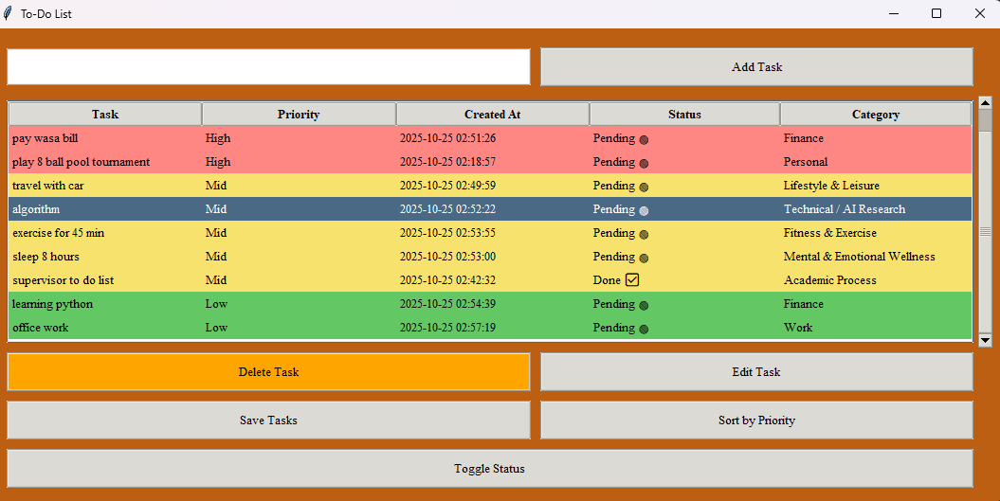 To-Do List
Add Task
Task Priority Created At Status Category
pay wasa bill High 2025-10-25 02:51:26 Pending Finance
play 8 ball pool tournament High 2025-10-25 02:18:57 Pending Personal
travel with car Mid 2025-10-25 02:49:59 Pending Lifestyle & Leisure
algorithm Mid 2025-10-25 02:52:22 Pending Technical / AI Research
exercise for 45 min Mid 2025-10-25 02:53:55 Pending Fitness & Exercise
sleep 8 hours Mid 2025-10-25 02:53:00 Pending Mental & Emotional Wellness
supervisor to do list Mid 2025-10-25 02:42:32 Done Academic Process
learning python Low 2025-10-25 02:54:39 Pending Finance
office work Low 2025-10-25 02:57:19 Pending Work
Delete Task Edit Task
Save Tasks Sort by Priority
Toggle Status